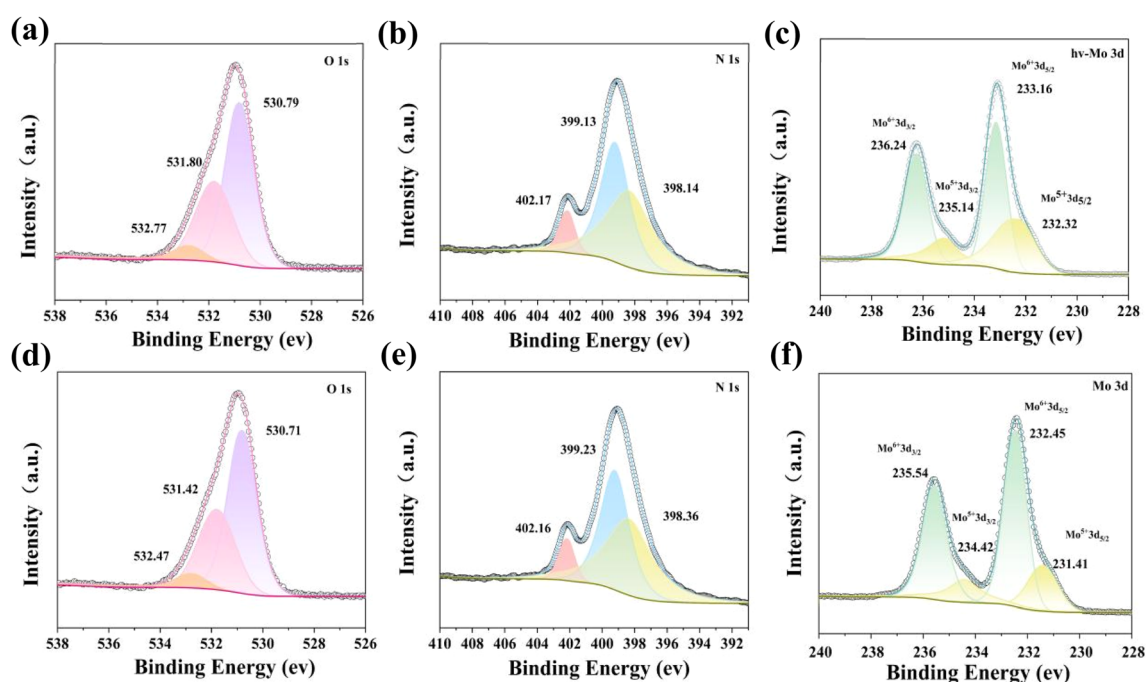 (a)
O 1s
530.79
531.80
532.77
Intensity（a.u.）
538 536 534 532 530 528 526
Binding Energy (ev)
(b)
N 1s
399.13
402.17
398.14
Intensity（a.u.）
410 408 406 404 402 400 398 396 394 392
Binding Energy (ev)
(c)
hv-Mo 3d
Mo⁶⁺3d₅/₂
233.16
Mo⁶⁺3d₃/₂
236.24
Mo⁵⁺3d₃/₂
235.14
Mo⁵⁺3d₅/₂
232.32
Intensity（a.u.）
240 238 236 234 232 230 228
Binding Energy (ev)
(d)
O 1s
530.71
531.42
532.47
Intensity（a.u.）
538 536 534 532 530 528 526
Binding Energy (ev)
(e)
N 1s
399.23
402.16
398.36
Intensity（a.u.）
410 408 406 404 402 400 398 396 394 392
Binding Energy (ev)
(f)
Mo 3d
Mo⁶⁺3d₅/₂
232.45
Mo⁶⁺3d₃/₂
235.54
Mo⁵⁺3d₃/₂
234.42
Mo⁵⁺3d₅/₂
231.41
Intensity（a.u.）
240 238 236 234 232 230 228
Binding Energy (ev)